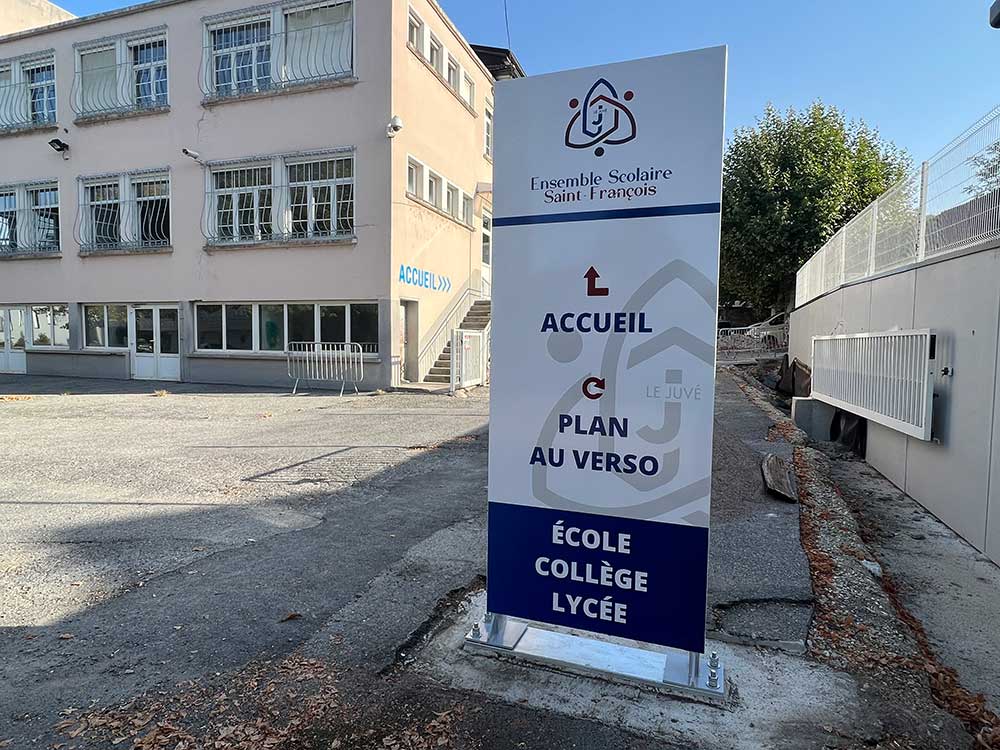 Ensemble Scolaire
Saint-François
ACCUEIL
LE JUVÉ
PLAN
AU VERSO
ÉCOLE
COLLÈGE
LYCÉE
ACCUEIL >>>